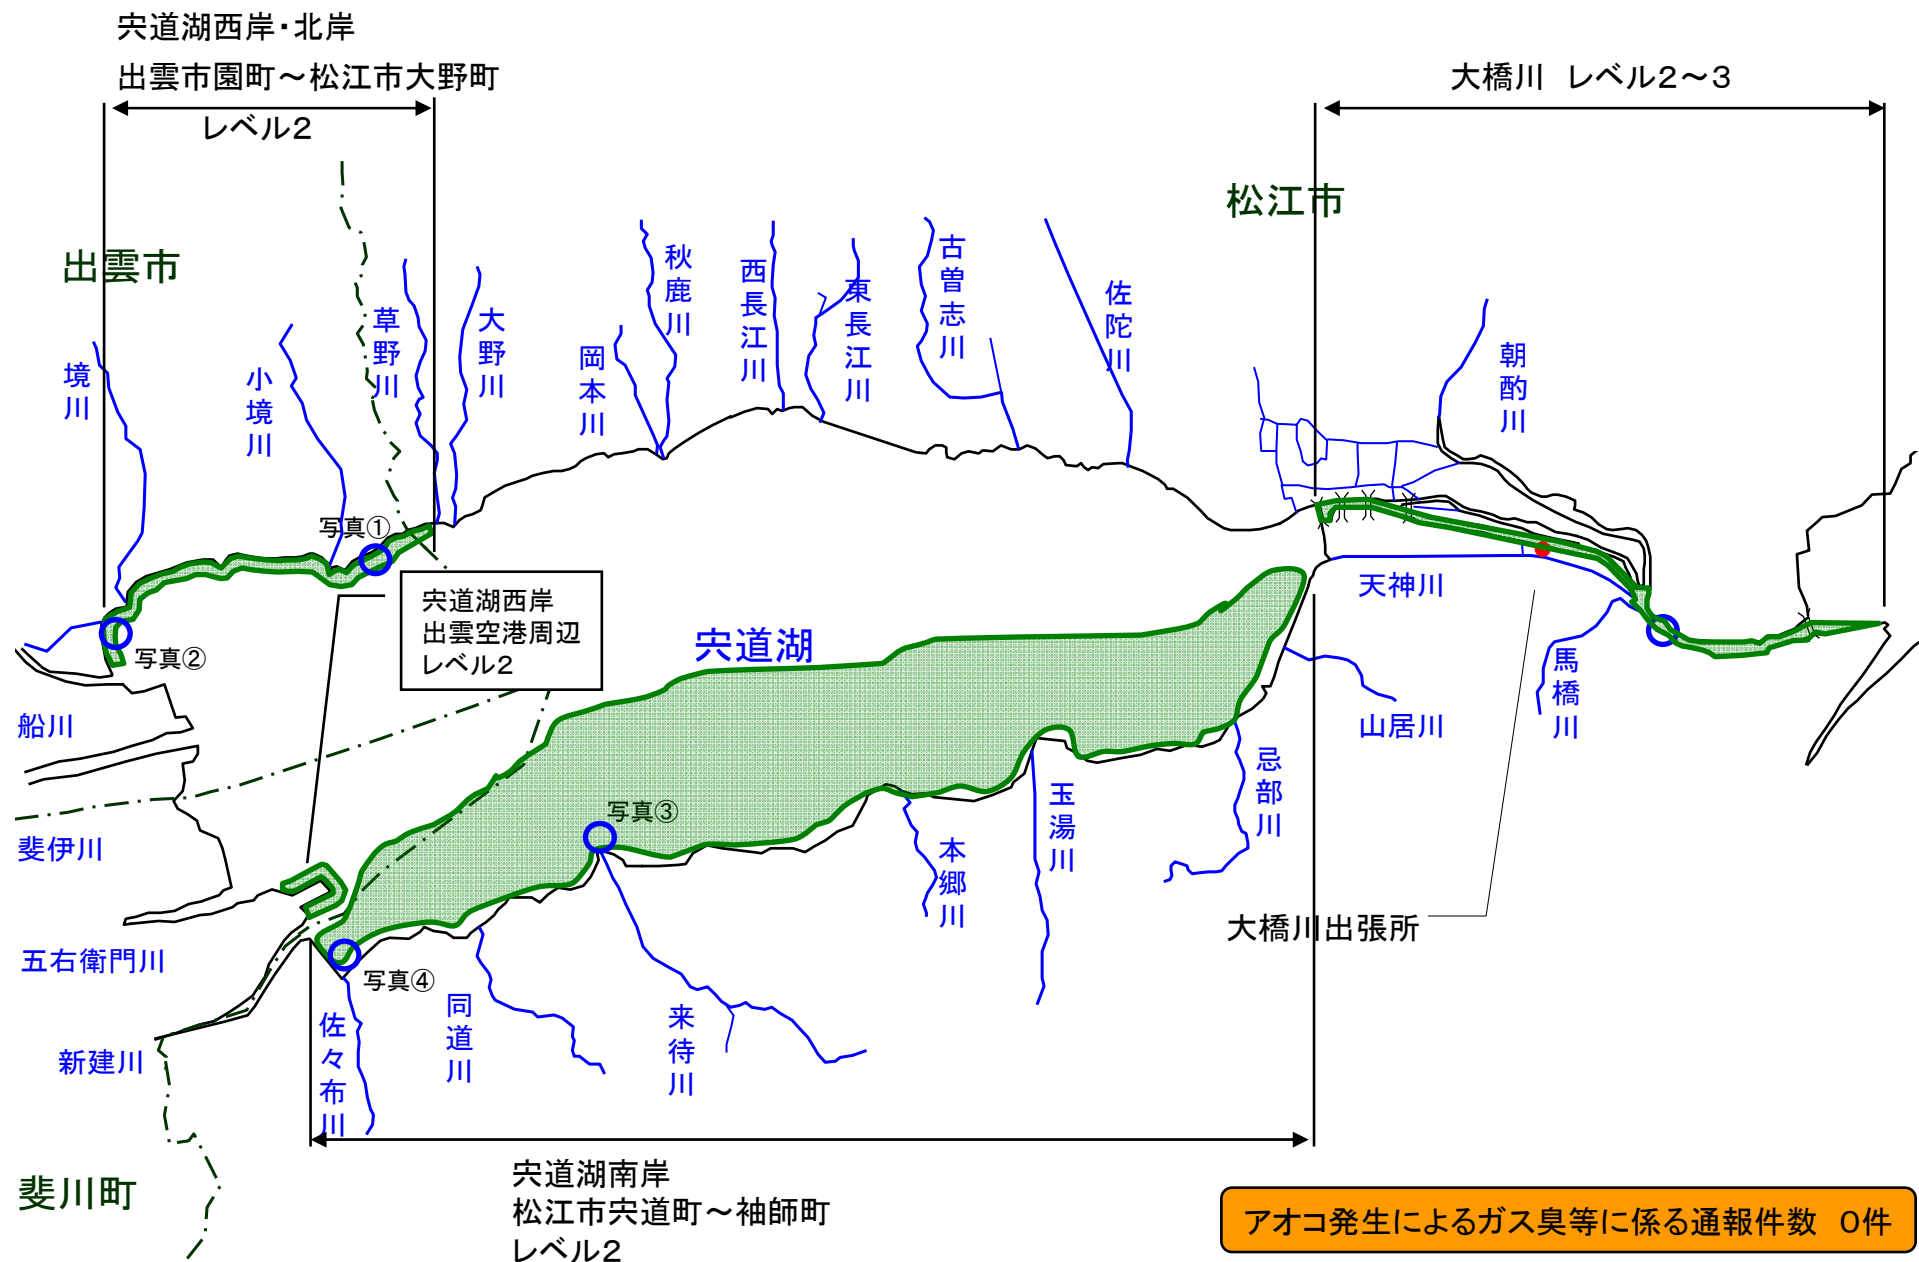 宍道湖西岸・北岸
出雲市園町～松江市大野町
レベル２
大橋川　レベル２～３
松江市
出雲市
境川
小境川
草野川
大野川
岡本川
秋鹿川
西長江川
東長江川
古曽志川
佐陀川
朝酌川
写真①
写真②
宍道湖西岸
出雲空港周辺
レベル２
宍道湖
天神川
馬橋川
山居川
忌部川
玉湯川
本郷川
写真③
船川
斐伊川
五右衛門川
新建川
写真④
佐々布川
同道川
来待川
大橋川出張所
斐川町
宍道湖南岸
松江市宍道町～袖師町
レベル２
アオコ発生によるガス臭等に係る通報件数　０件